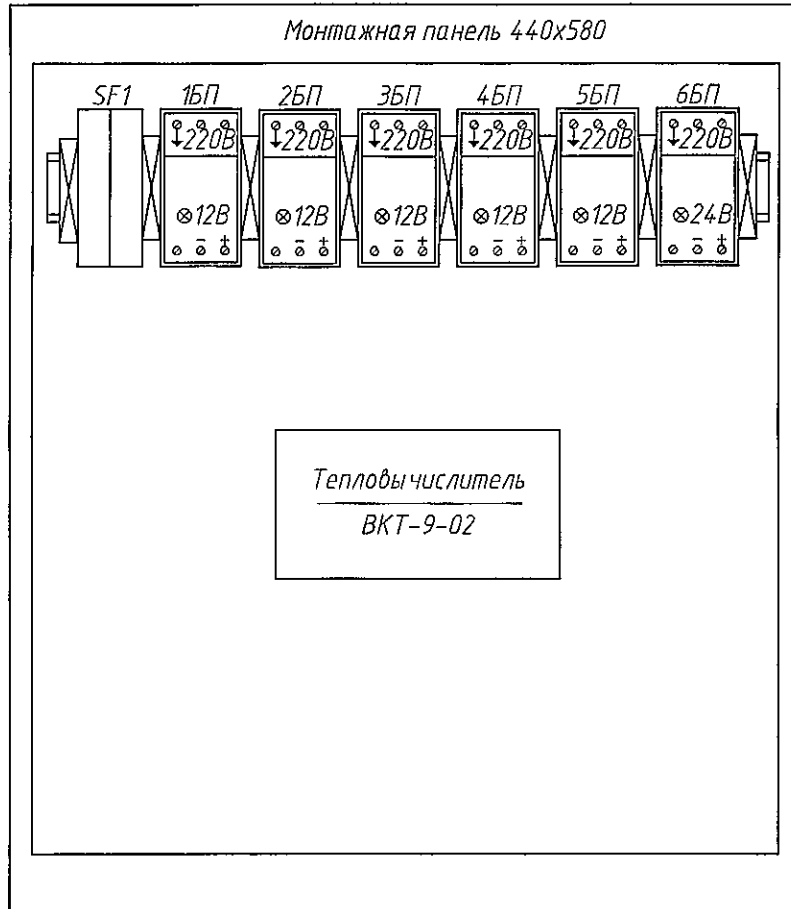 Монтажная панель 440х580
SF1 1БП 2БП 3БП 4БП 5БП 6БП
220В 220В 220В 220В 220В 220В
12В 12В 12В 12В 12В 24В
- + - + - + - + - + - +
Тепловычислитель
ВКТ-9-02